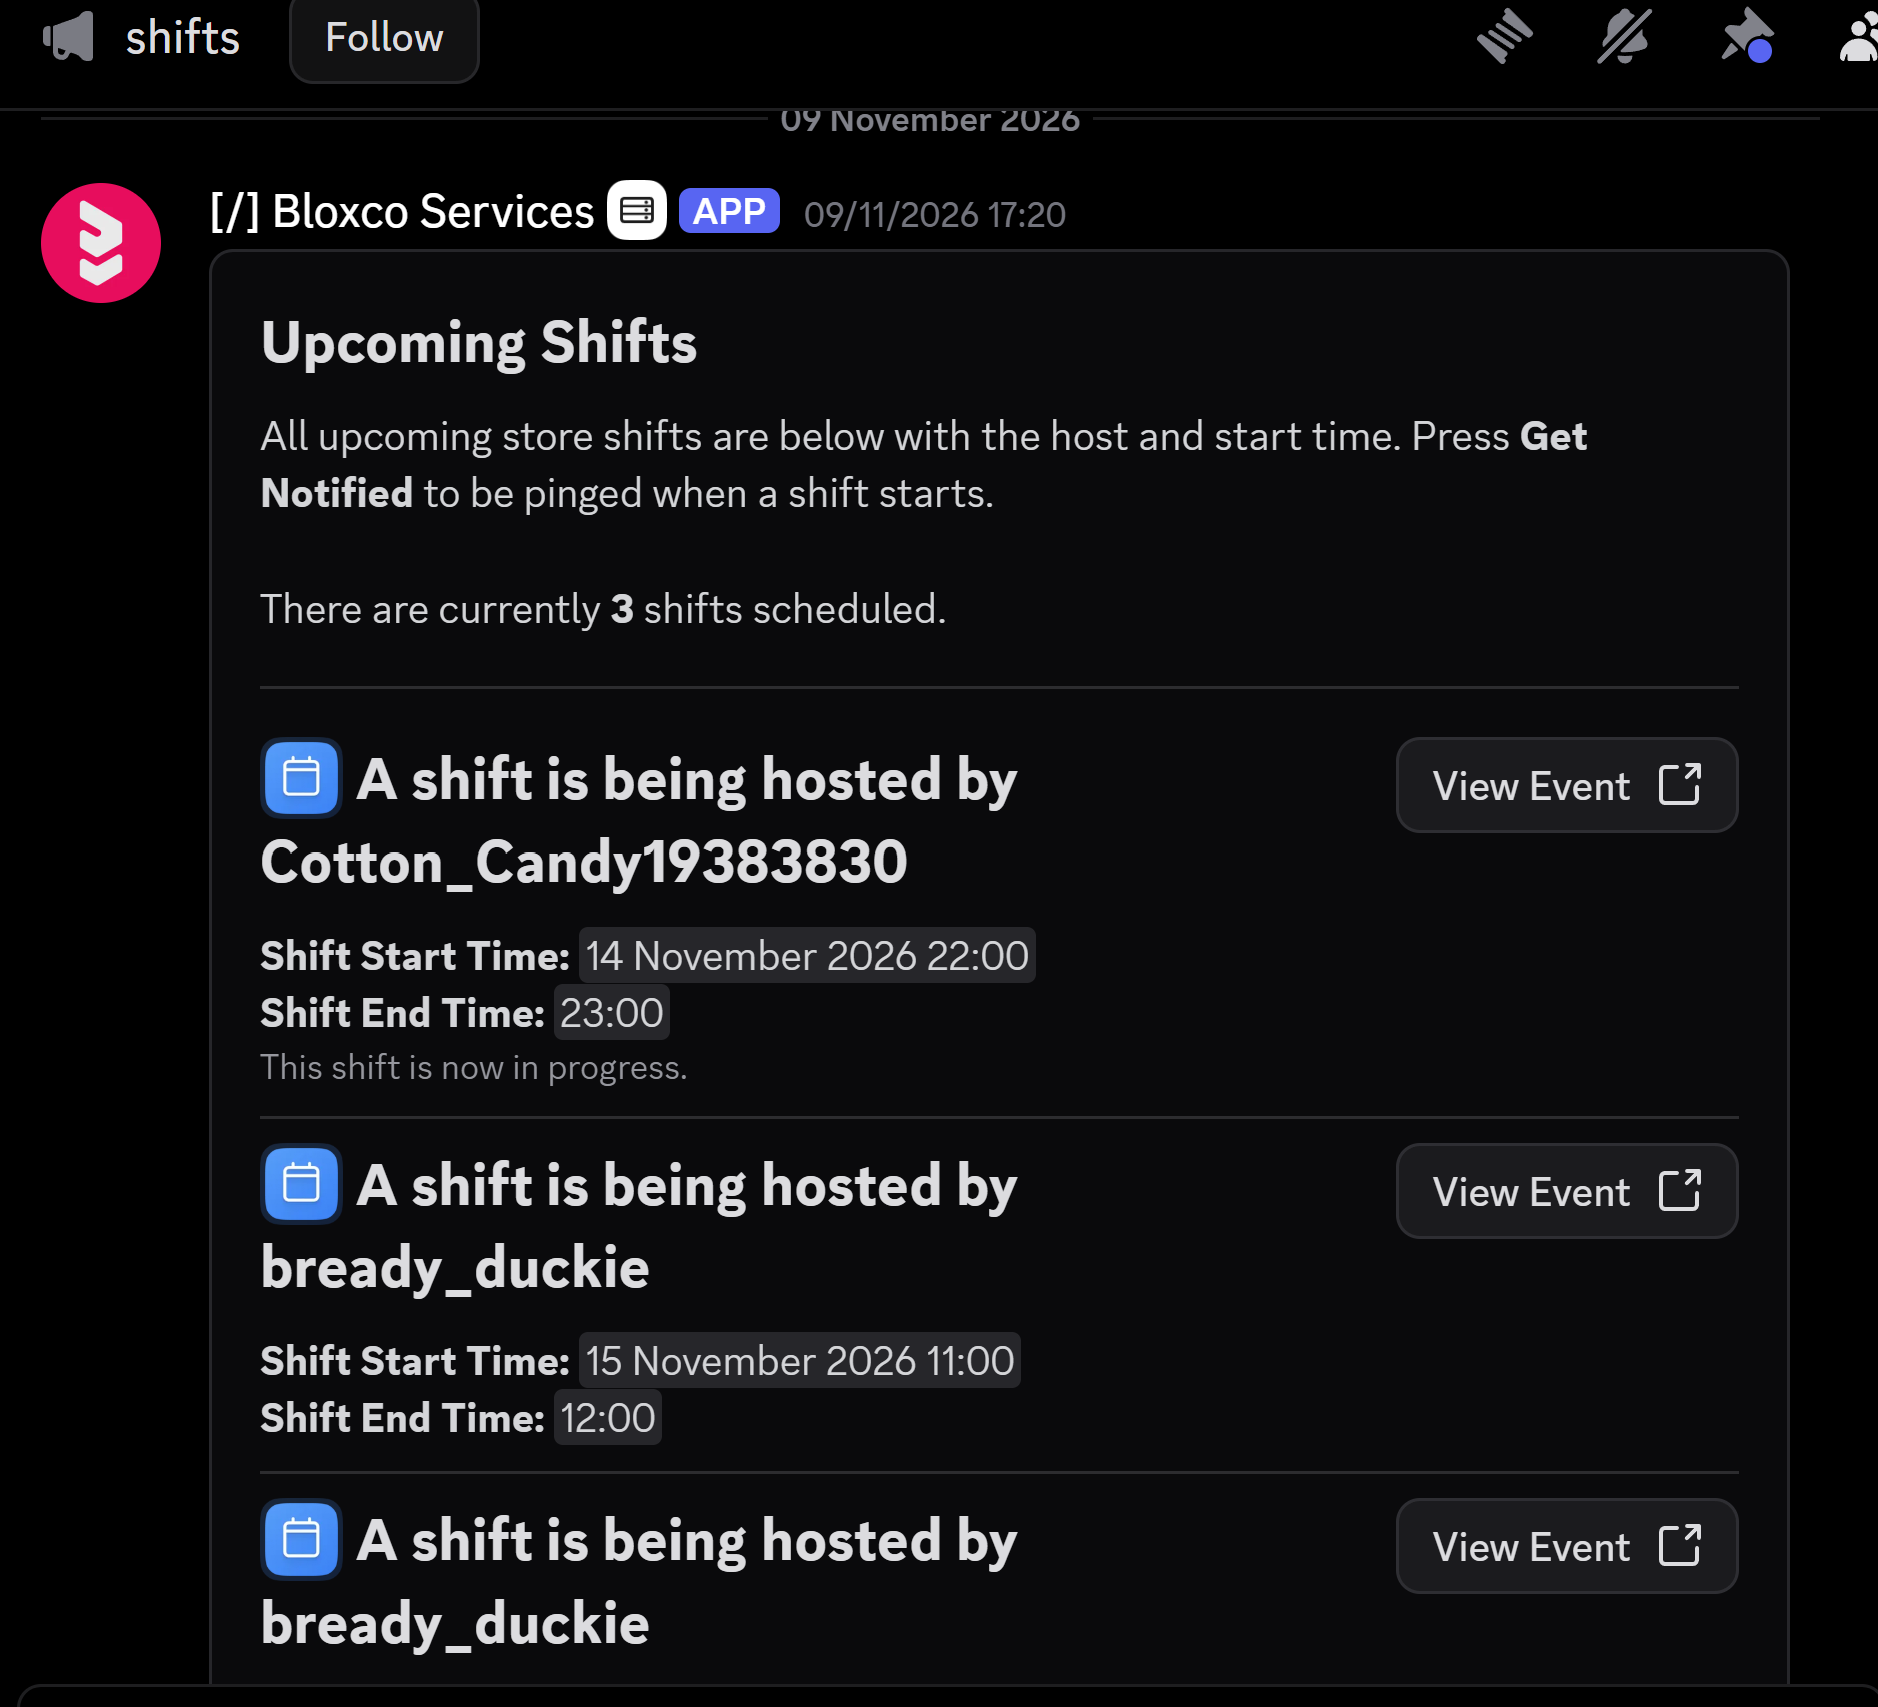 shifts
Follow
09 November 2026
[/] Bloxco Services APP 09/11/2026 17:20
Upcoming Shifts
All upcoming store shifts are below with the host and start time. Press Get
Notified to be pinged when a shift starts.
There are currently 3 shifts scheduled.
A shift is being hosted by
Cotton_Candy19383830
View Event
Shift Start Time: 14 November 2026 22:00
Shift End Time: 23:00
This shift is now in progress.
A shift is being hosted by
bready_duckie
View Event
Shift Start Time: 15 November 2026 11:00
Shift End Time: 12:00
A shift is being hosted by
bready_duckie
View Event